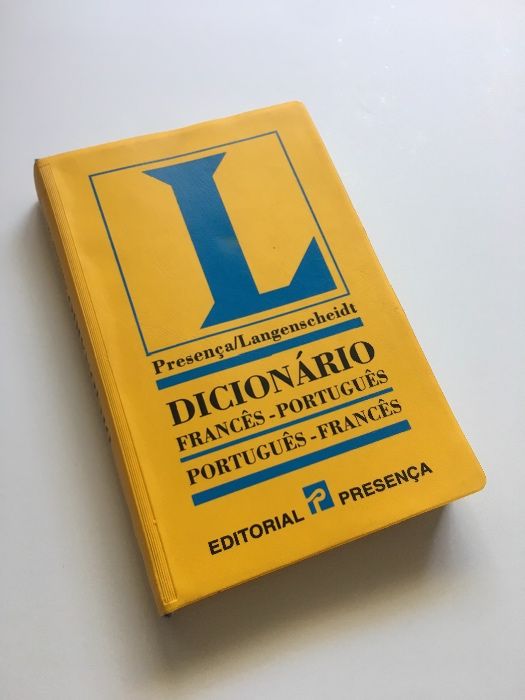 L
Presença/Langenscheidt
DICIONÁRIO
FRANCÊS-PORTUGUÊS
PORTUGUÊS-FRANCÊS
EDITORIAL P PRESENÇA